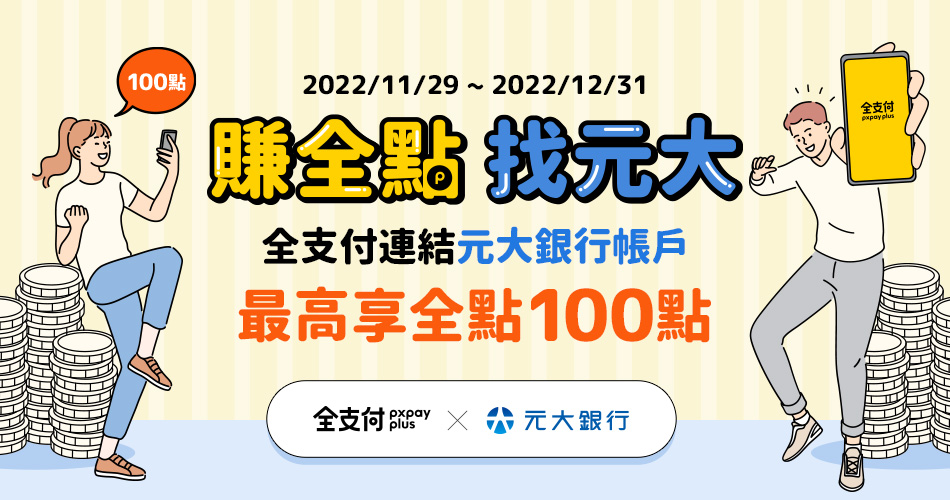 100點
2022/11/29 ~ 2022/12/31
賺全點 找元大
全支付
pxpay plus
全支付連結元大銀行帳戶
最高享全點100點
全支付 pxpay plus × 元大銀行